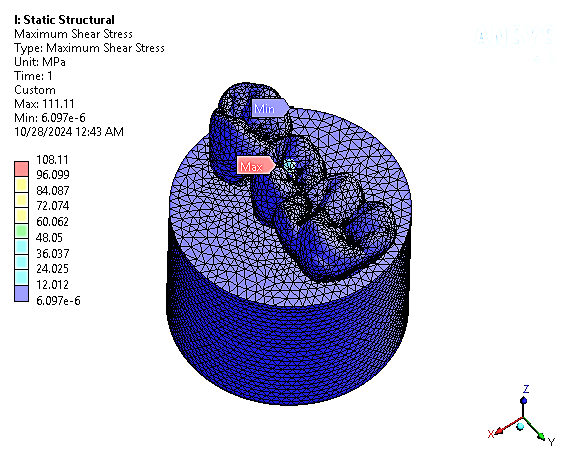 I: Static Structural
Maximum Shear Stress
Type: Maximum Shear Stress
Unit: MPa
Time: 1
Custom
Max: 111.11
Min: 6.097e-6
10/28/2024 12:43 AM
108.11
96.099
84.087
72.074
60.062
48.05
36.037
24.025
12.012
6.097e-6
Min
Max
Z
X
Y